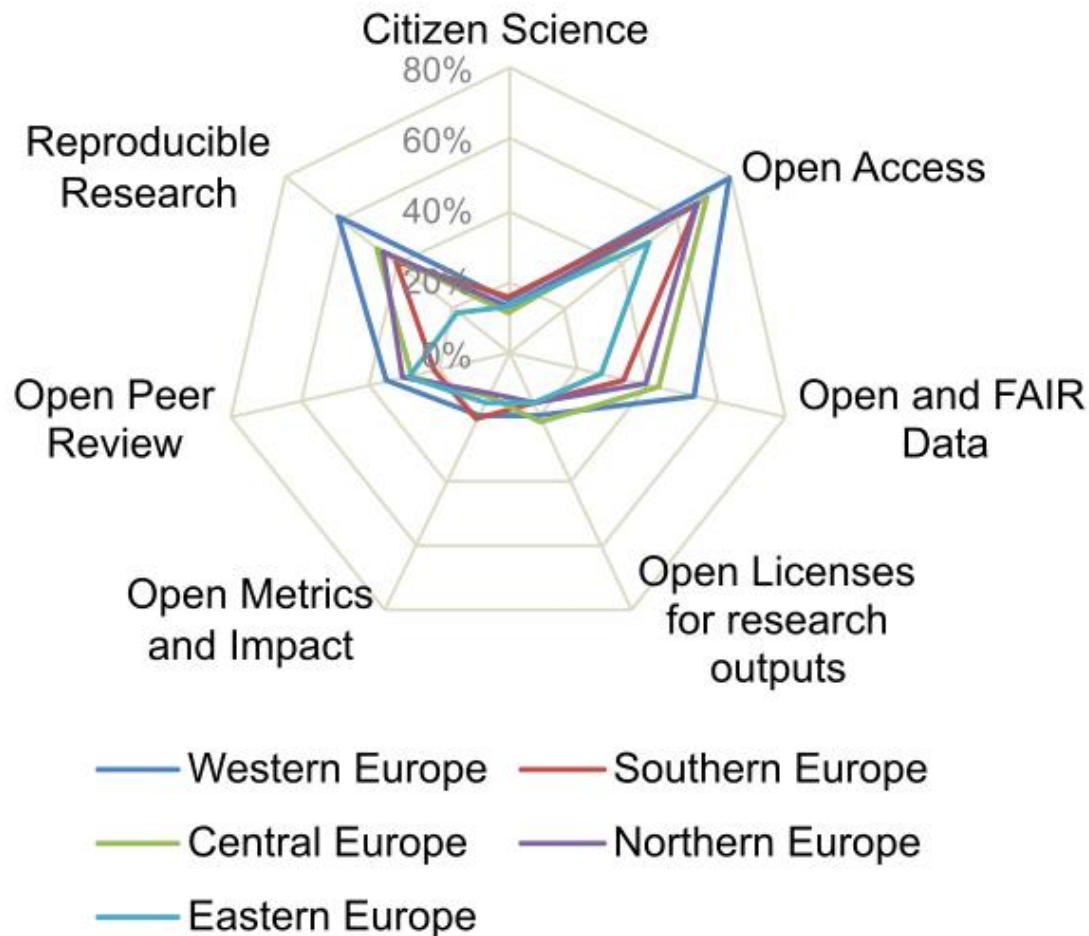 Citizen Science
80%
60%
40%
20%
0%
Reproducible
Research
Open Access
Open Peer
Review
Open and FAIR
Data
Open Metrics
and Impact
Open Licenses
for research
outputs
Western Europe
Southern Europe
Central Europe
Northern Europe
Eastern Europe